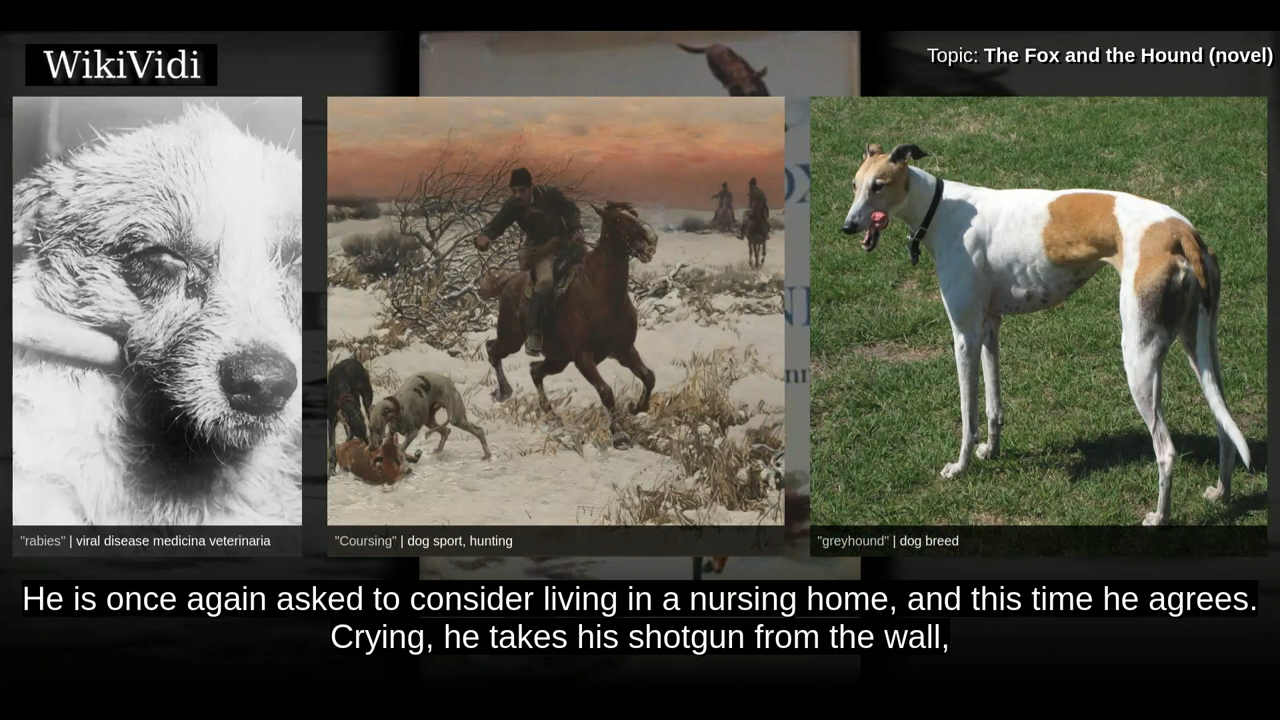 WikiVidi
Topic: The Fox and the Hound (novel)
"rabies" | viral disease medicina veterinaria
"Coursing" | dog sport, hunting
"greyhound" | dog breed
He is once again asked to consider living in a nursing home, and this time he agrees.
Crying, he takes his shotgun from the wall,